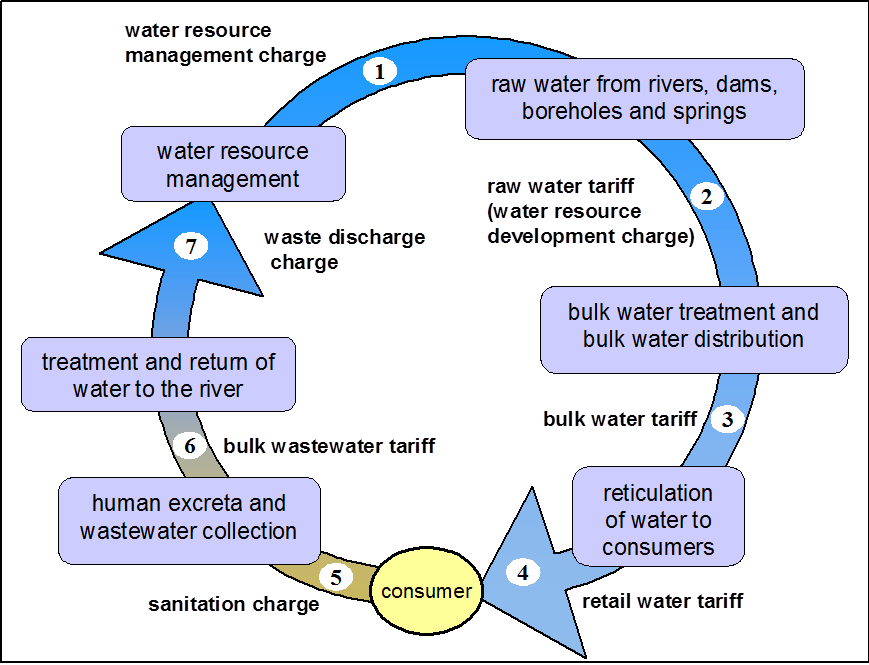 water resource
management charge
1
raw water from rivers, dams,
boreholes and springs
water resource
management
raw water tariff
(water resource
development charge)
2
7
waste discharge
charge
bulk water treatment and
bulk water distribution
treatment and return of
water to the river
bulk water tariff
3
6
bulk wastewater tariff
human excreta and
wastewater collection
reticulation
of water to
consumers
4
5
consumer
sanitation charge
retail water tariff